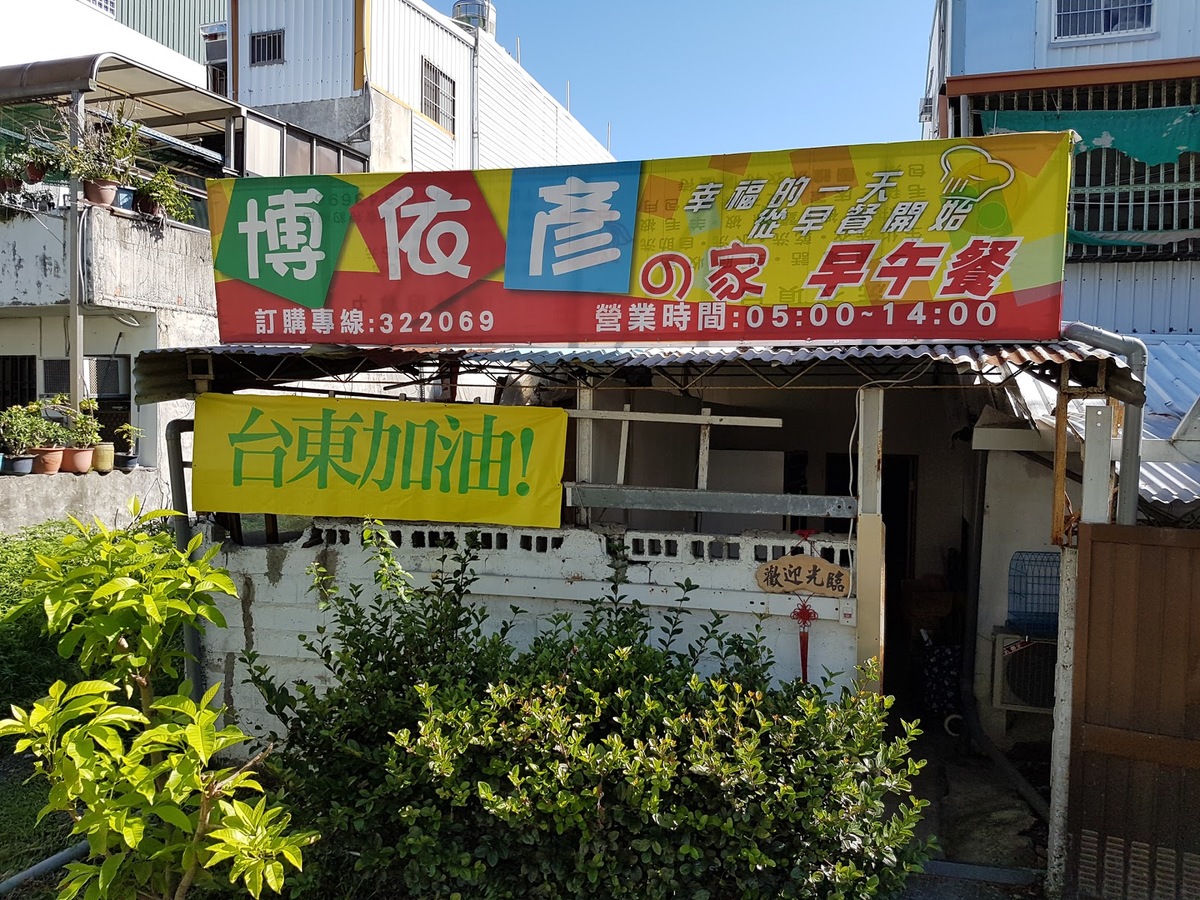 博依彥
幸福的一天
從早餐開始
の家 早午餐
訂購專線:322069
營業時間:05:00~14:00
台東加油!
歡迎光臨